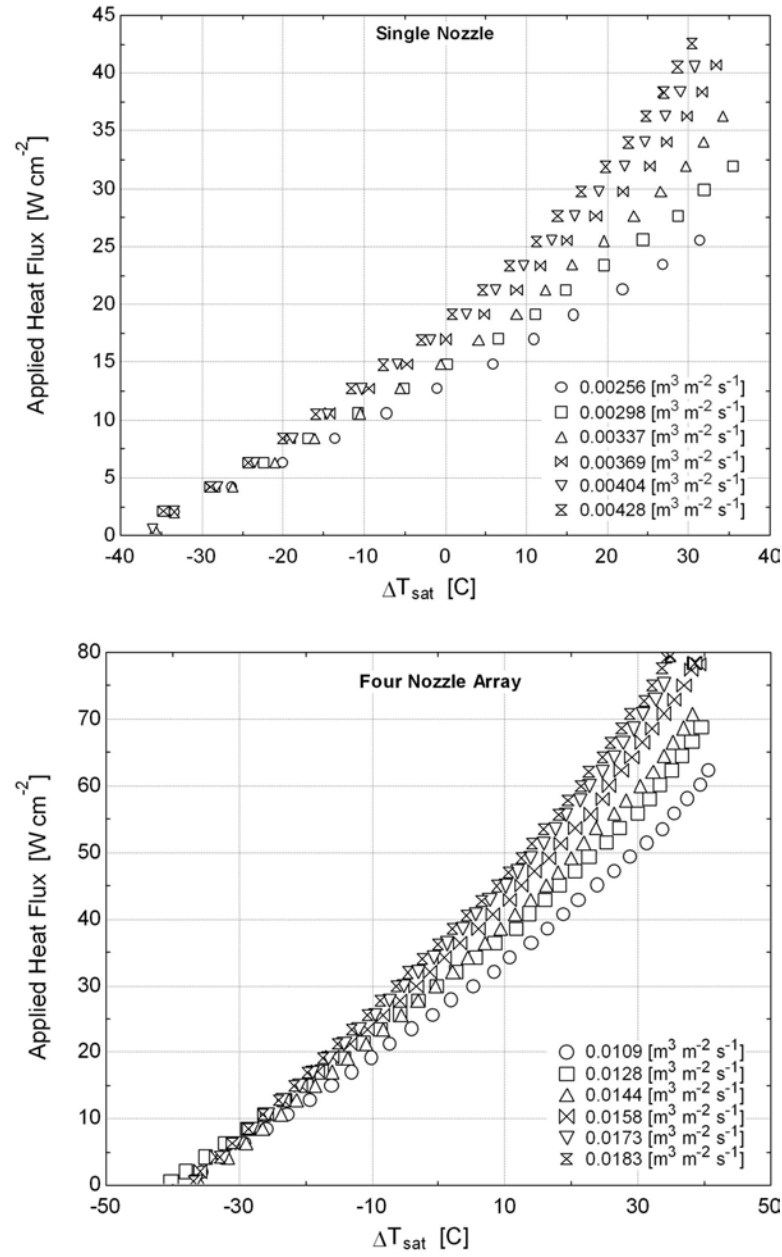 Single Nozzle
Applied Heat Flux [W cm-2]
45
40
35
30
25
20
15
10
5
0
-40
-30
-20
-10
0
10
20
30
40
ΔTsat [C]
0.00256 [m3 m-2 s-1]
0.00298 [m3 m-2 s-1]
0.00337 [m3 m-2 s-1]
0.00369 [m3 m-2 s-1]
0.00404 [m3 m-2 s-1]
0.00428 [m3 m-2 s-1]
Four Nozzle Array
Applied Heat Flux [W cm-2]
80
70
60
50
40
30
20
10
0
-50
-30
-10
10
30
50
ΔTsat [C]
0.0109 [m3 m-2 s-1]
0.0128 [m3 m-2 s-1]
0.0144 [m3 m-2 s-1]
0.0158 [m3 m-2 s-1]
0.0173 [m3 m-2 s-1]
0.0183 [m3 m-2 s-1]